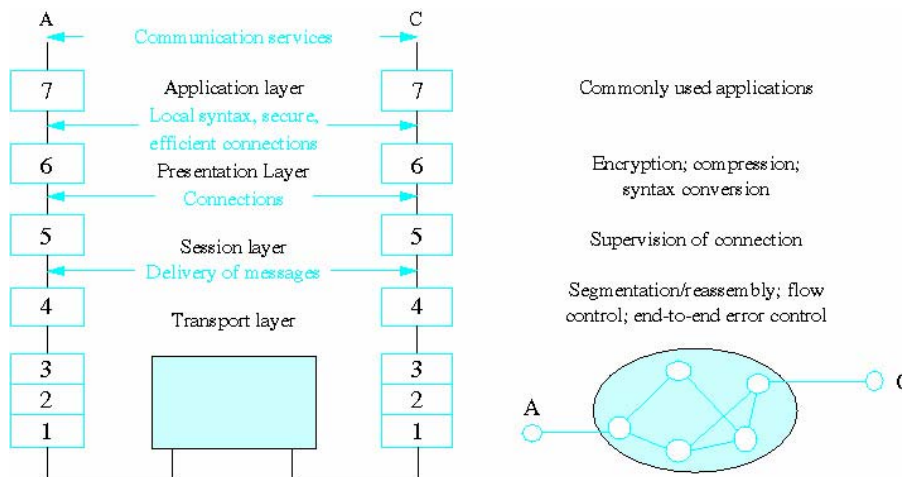 A C
Communication services
7 Application layer 7 Commonly used applications
Local syntax, secure,
efficient connections
6 Presentation Layer 6 Encryption; compression;
syntax conversion
Connections
5 Session layer 5 Supervision of connection
Delivery of messages
4 Transport layer 4 Segmentation/reassembly; flow
control; end-to-end error control
3 3
2 2
1 1
A C